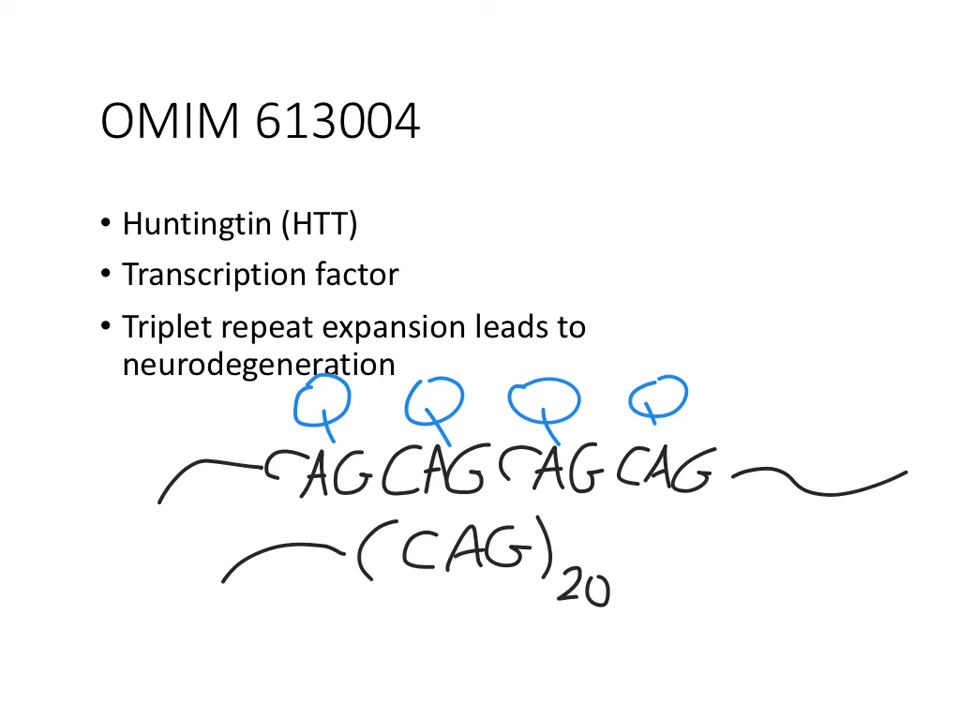 OMIM 613004
• Huntingtin (HTT)
• Transcription factor
• Triplet repeat expansion leads to
neurodegeneration
Q Q Q Q
CAG CAG CAG CAG
(CAG)20